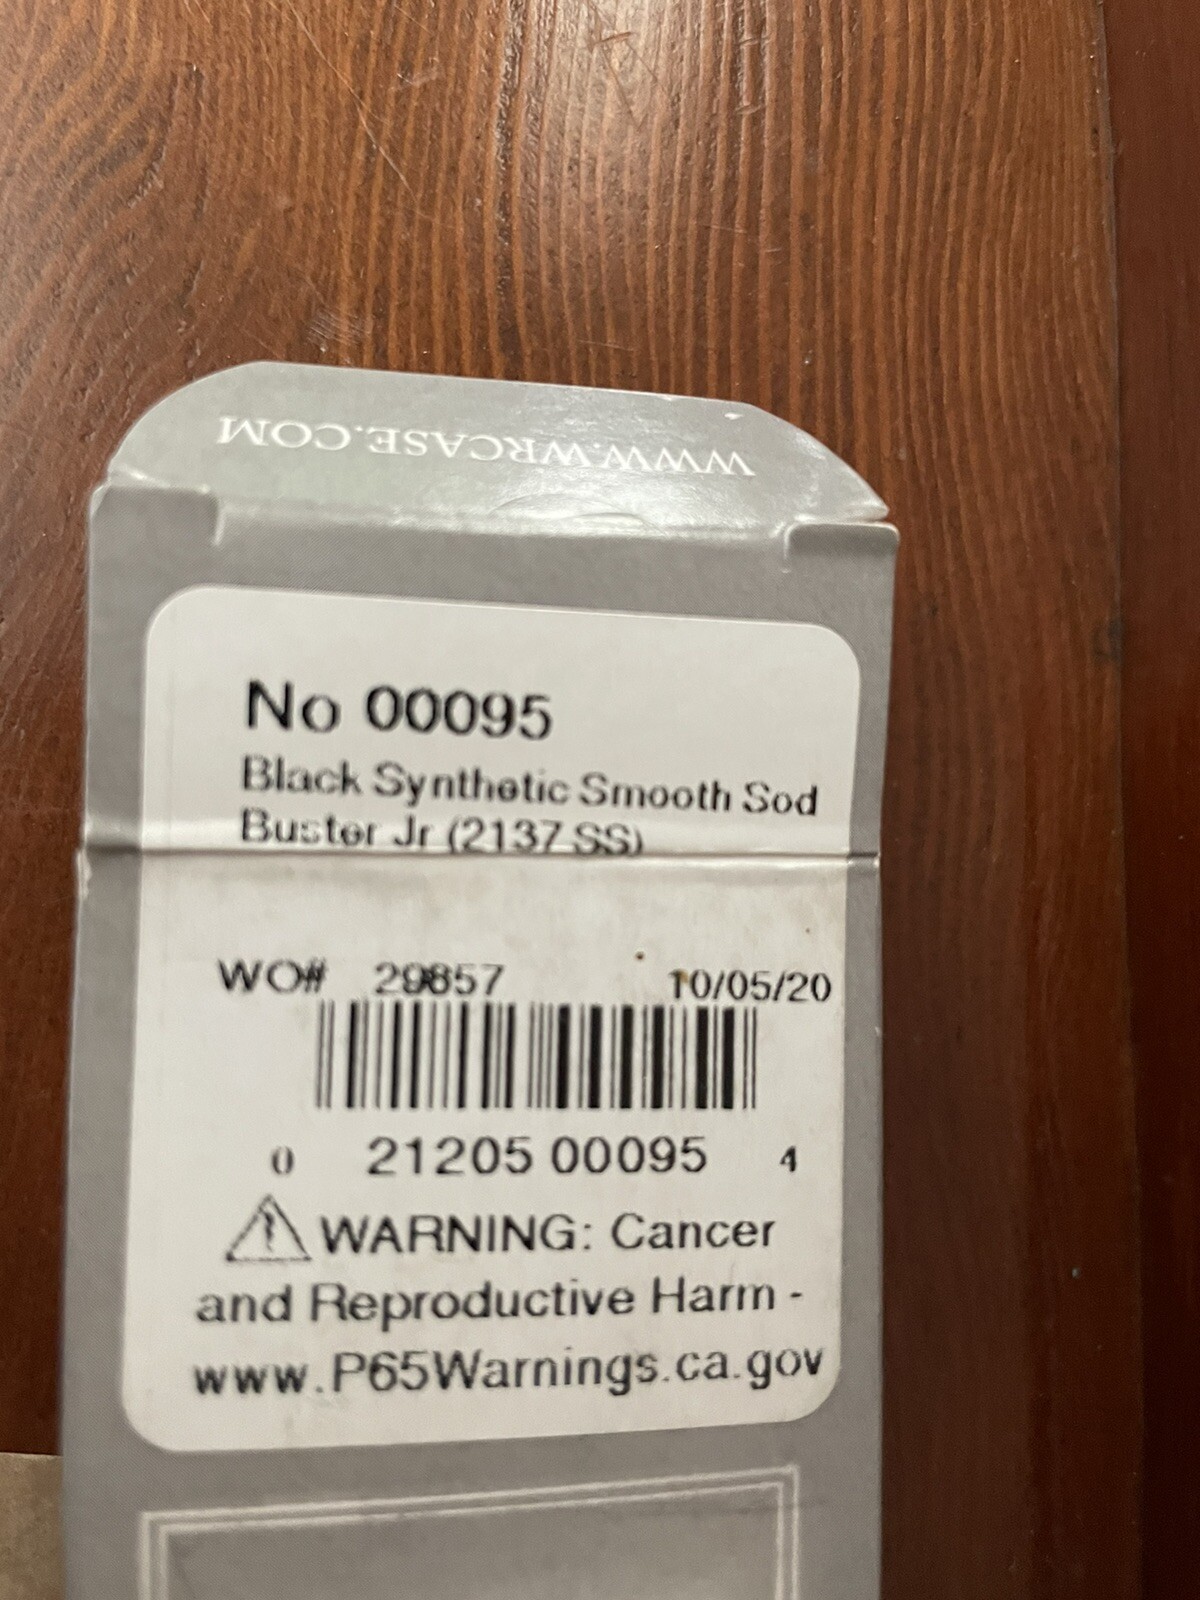 WWW.WRCASE.COM
No 00095
Black Synthetic Smooth Sod
Buster Jr (2137 SS)
WO# 29857 10/05/20
0 21205 00095 4
WARNING: Cancer
and Reproductive Harm -
www.P65Warnings.ca.gov